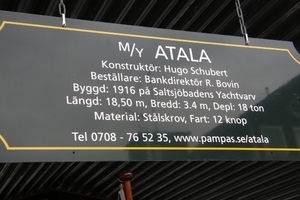 M/Y ATALA
Konstruktör: Hugo Schubert
Beställare: Bankdirektör R. Bovin
Byggd: 1916 på Saltsjöbadens Yachtvarv
Längd: 18,50 m, Bredd: 3.4 m, Depl: 18 ton
Material: Stålskrov, Fart: 12 knop
Tel 0708 - 76 52 35, www.pampas.se/atala